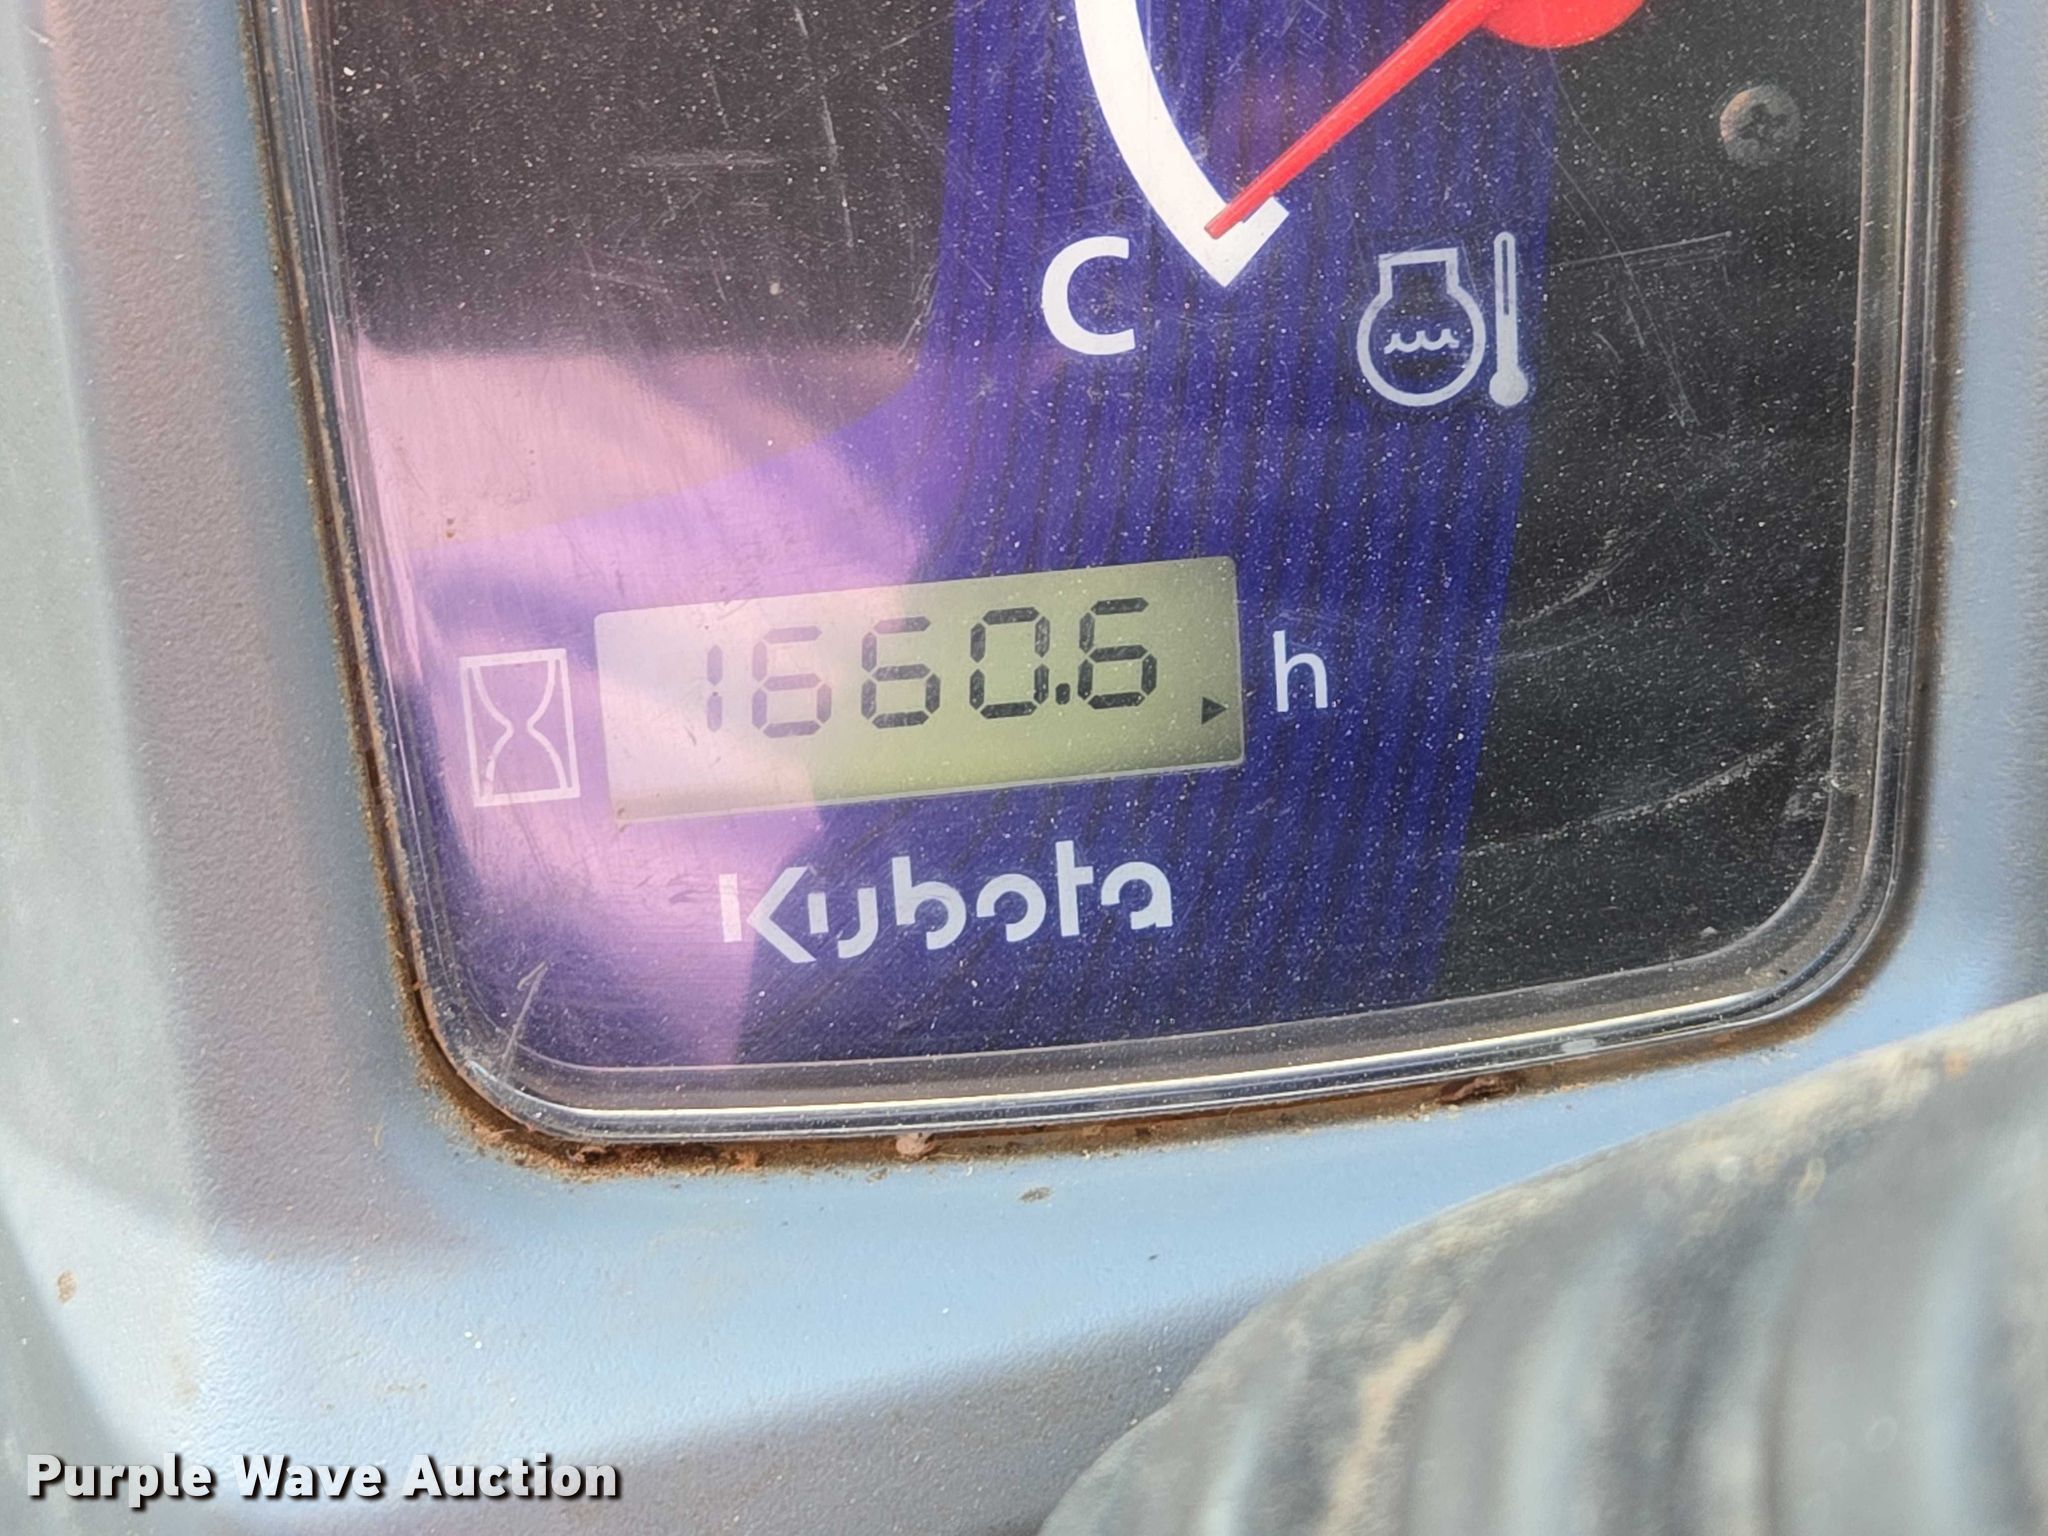 C
1660.6 h
Kubota
Purple Wave Auction